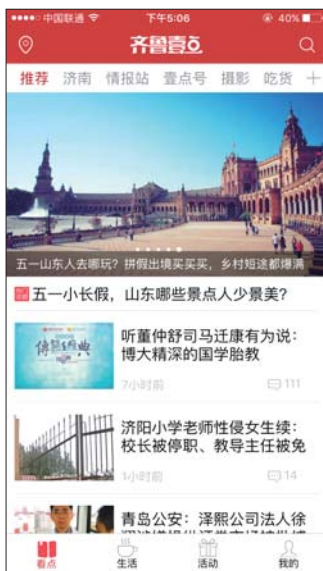 中国联通 下午5:06 40%
齐鲁壹点
推荐 济南 情报站 壹点号 摄影 吃货
五一山东人去哪玩？拼假出境买买买，乡村短途都爆满
五一小长假，山东哪些景点人少景美？
听董仲舒司马迁康有为说：
博大精深的国学胎教
7小时前 111
济阳小学老师性侵女生续：
校长被停职、教导主任被免
1小时前 14
青岛公安：泽熙公司法人徐
看点 生活 活动 我的